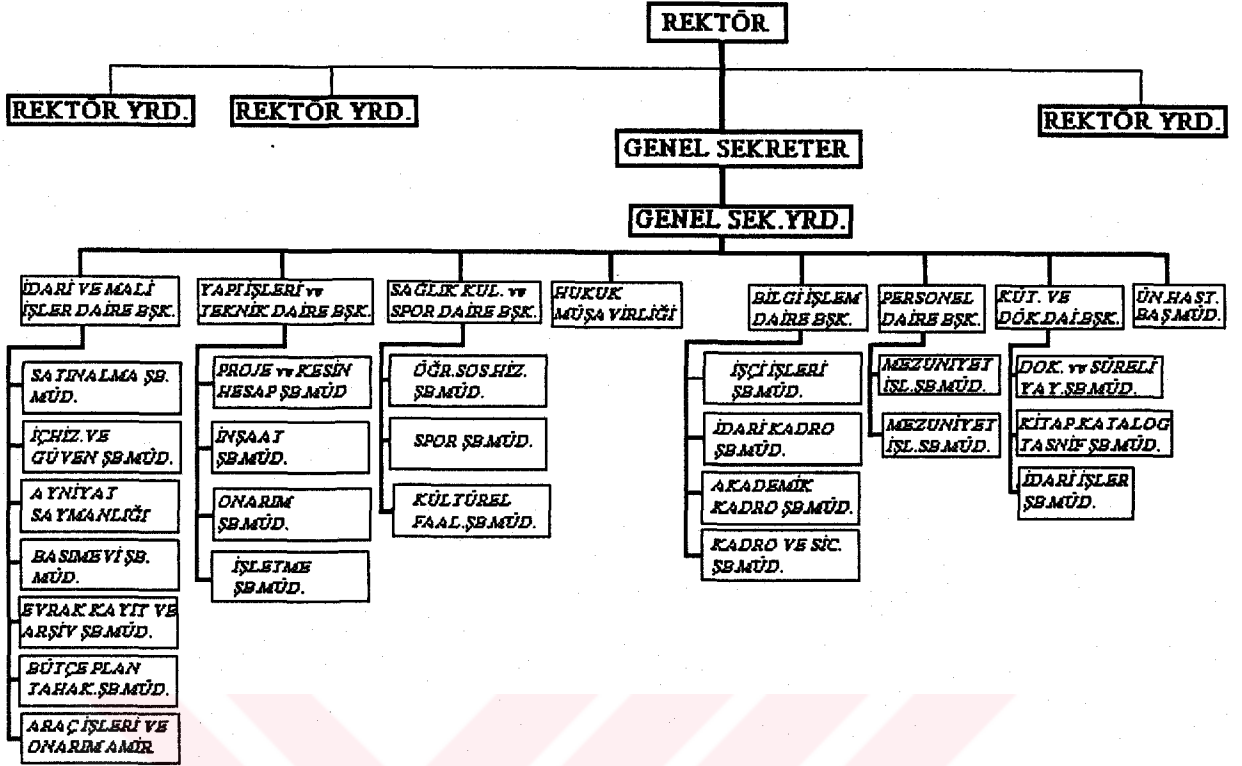 REKTÖR
REKTÖR YRD.
REKTÖR YRD.
REKTÖR YRD.
GENEL SEKRETER
GENEL SEK.YRD.
İDARİ VE MALİ
İŞLER DAİRE BŞK.
YAPI İŞLERİ ve
TEKNİK DAİRE BŞK.
SAĞLIK KUL. ve
SPOR DAİRE BŞK.
HUKUK
MÜŞAVİRLİĞİ
BİLGİ İŞLEM
DAİRE BŞK.
PERSONEL
DAİRE BŞK.
KÜT. VE
DÖK.DAİ.BŞK.
ÜN.HAST.
BAŞ MÜD.
SATINALMA ŞB.
MÜD.
İÇ HİZ. VE
GÜVEN ŞB.MÜD.
AYNİYAT
SAYMANLIĞI
BASIMEVİ ŞB.
MÜD.
EVRAK KAYIT VE
ARŞİV ŞB.MÜD.
BÜTÇE PLAN
TAHAK.ŞB.MÜD.
ARAÇ İŞLERİ VE
ONARIM AMİR
PROJE ve KESİN
HESAP ŞB.MÜD
İNŞAAT
ŞB.MÜD.
ONARIM
ŞB.MÜD.
İŞLETME
ŞB.MÜD.
ÖĞR.SOS.HİZ.
ŞB.MÜD.
SPOR ŞB.MÜD.
KÜLTÜREL
FAAL.ŞB.MÜD.
İŞÇİ İŞLERİ
ŞB.MÜD.
İDARİ KADRO
ŞB.MÜD.
AKADEMİK
KADRO ŞB.MÜD.
KADRO VE SİC.
ŞB.MÜD.
MEZUNİYET
İŞL.ŞB.MÜD.
MEZUNİYET
İŞL.ŞB.MÜD.
DOK. ve SÜRELİ
YAY.ŞB.MÜD.
KİTAP.KATALOG
TASNİF ŞB.MÜD.
İDARİ İŞLER
ŞB.MÜD.